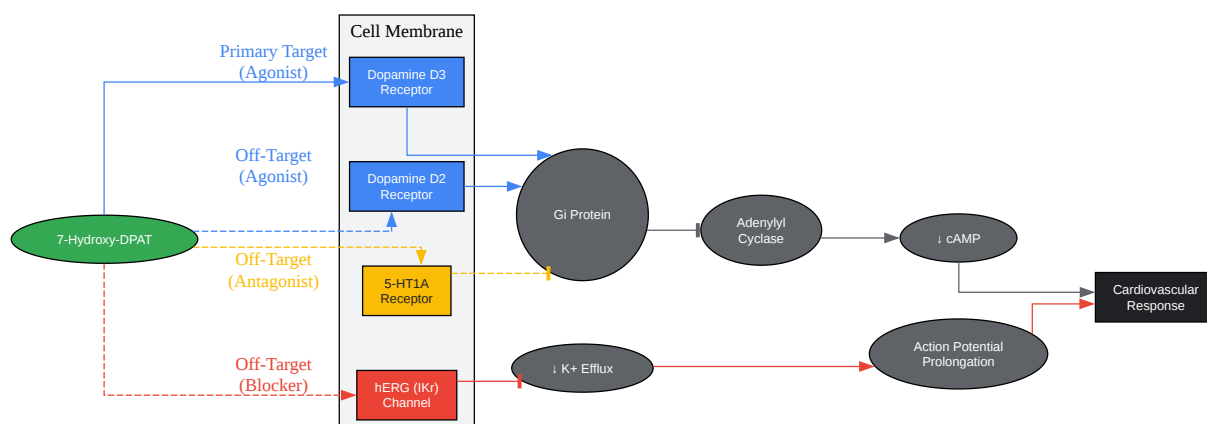 Cell Membrane
Primary Target
(Agonist)
Dopamine D3
Receptor
Off-Target
(Agonist)
Dopamine D2
Receptor
Gi Protein
Adenylyl
Cyclase
↓ cAMP
7-Hydroxy-DPAT
Off-Target
(Antagonist)
5-HT1A
Receptor
Cardiovascular
Response
Off-Target
(Blocker)
hERG (IKr)
Channel
↓ K+ Efflux
Action Potential
Prolongation